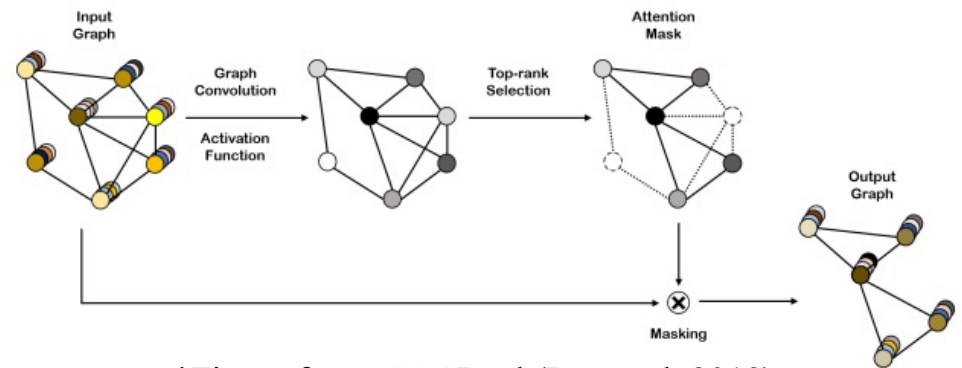 Input
Graph
Graph
Convolution
Activation
Function
Top-rank
Selection
Attention
Mask
Output
Graph
Masking